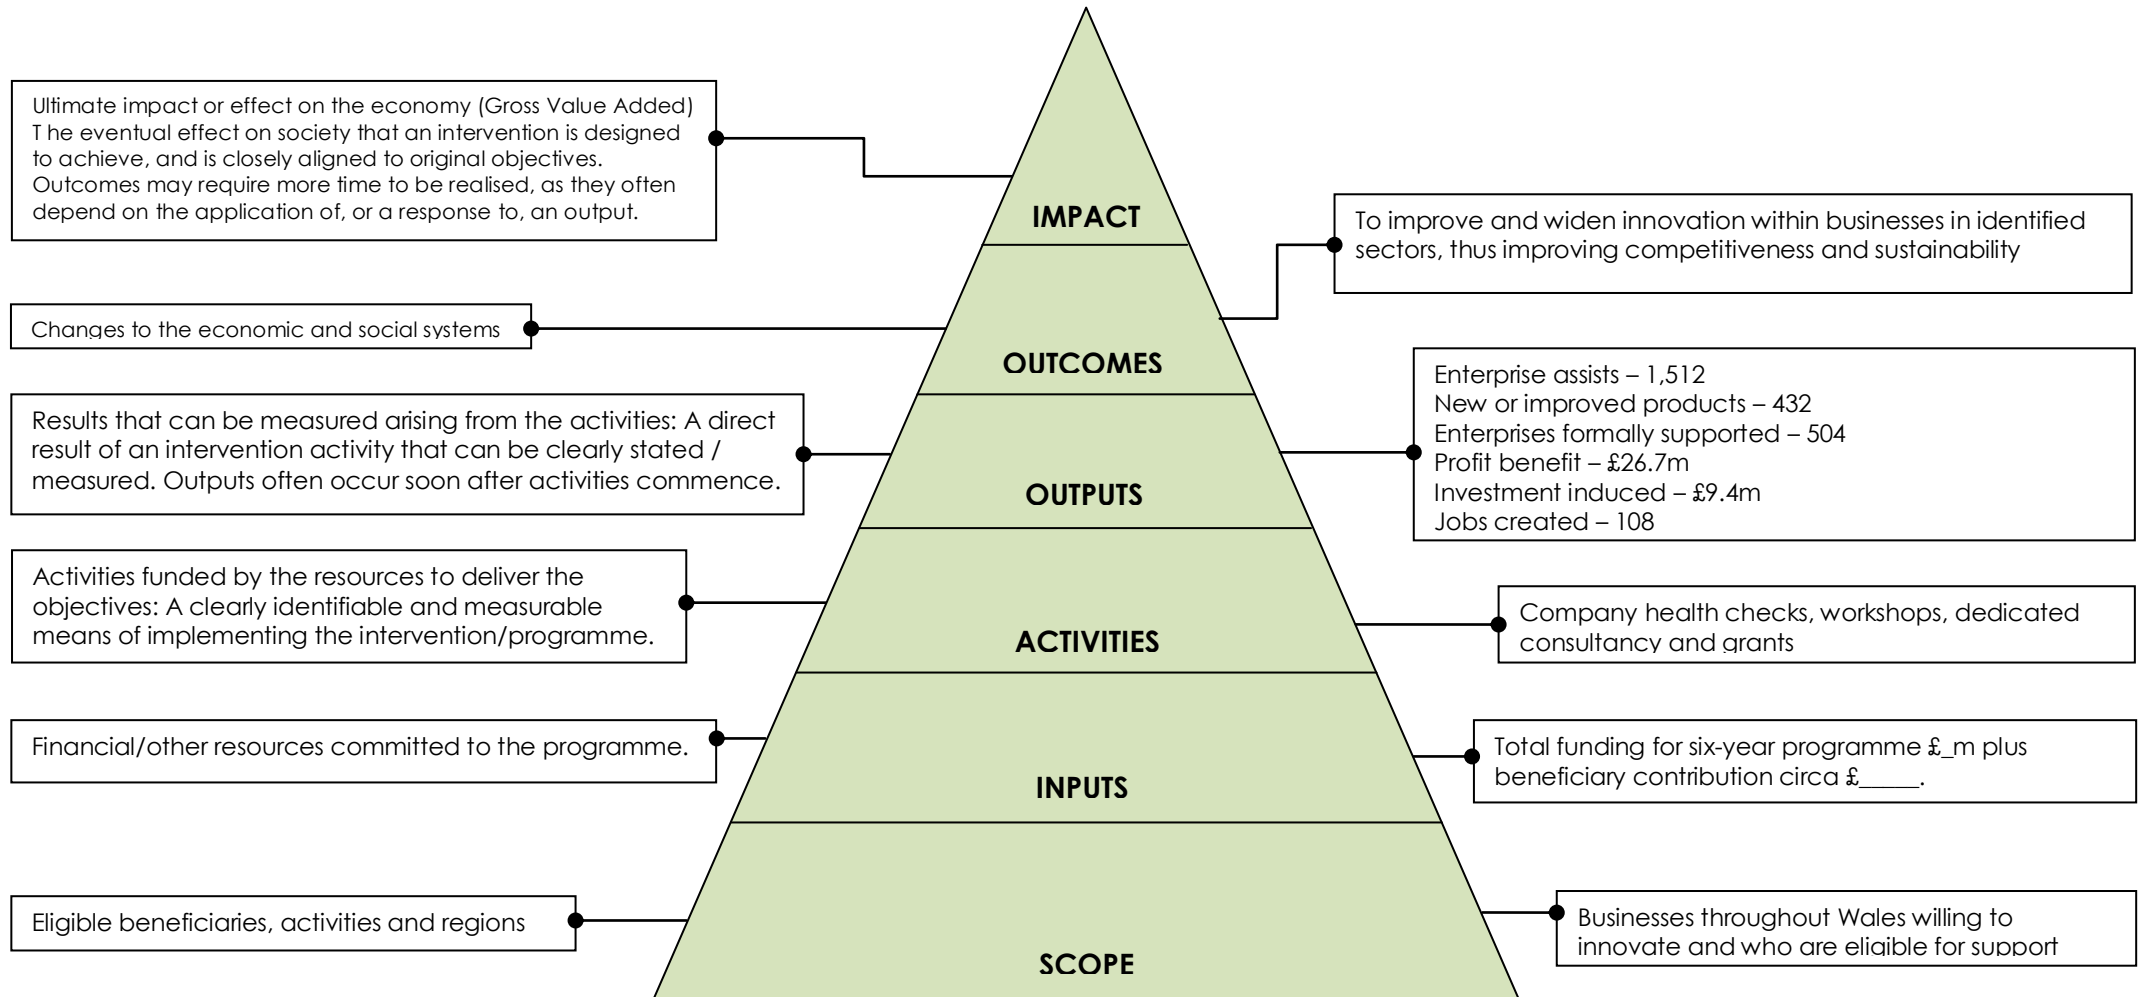 Ultimate impact or effect on the economy (Gross Value Added)
T he eventual effect on society that an intervention is designed
to achieve, and is closely aligned to original objectives.
Outcomes may require more time to be realised, as they often
depend on the application of, or a response to, an output.
IMPACT
To improve and widen innovation within businesses in identified
sectors, thus improving competitiveness and sustainability
Changes to the economic and social systems
OUTCOMES
Enterprise assists – 1,512
New or improved products – 432
Enterprises formally supported – 504
Profit benefit – £26.7m
Investment induced – £9.4m
Jobs created – 108
Results that can be measured arising from the activities: A direct
result of an intervention activity that can be clearly stated /
measured. Outputs often occur soon after activities commence.
OUTPUTS
Activities funded by the resources to deliver the
objectives: A clearly identifiable and measurable
means of implementing the intervention/programme.
ACTIVITIES
Company health checks, workshops, dedicated
consultancy and grants
Financial/other resources committed to the programme.
INPUTS
Total funding for six-year programme £_m plus
beneficiary contribution circa £_____.
Eligible beneficiaries, activities and regions
SCOPE
Businesses throughout Wales willing to
innovate and who are eligible for support